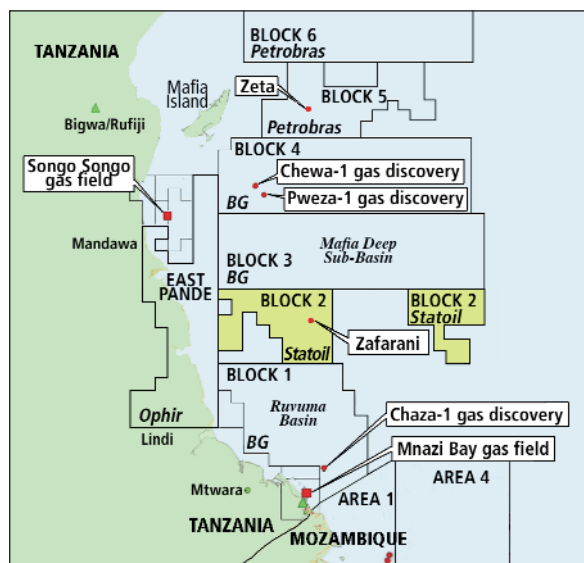 BLOCK 6
Petrobras
TANZANIA
Mafia
Island
Zeta
BLOCK
5
Bigwa/Rufiji
Petrobras
BLOCK 4
Songo Songo
gas field
Chewa-1 gas discovery
Pweza-1 gas discovery
BG
Mandawa
Mafia Deep
Sub-Basin
BLOCK 3
BG
EAST
PANDE
BLOCK 2
BLOCK 2
Statoil
Zafarani
Statoil
BLOCK 1
Ruvuma
Basin
Ophir
Chaza-1 gas discovery
Lindi
BG
Mnazi Bay gas field
Mtwara
AREA 1
AREA 4
TANZANIA
MOZAMBIQUE